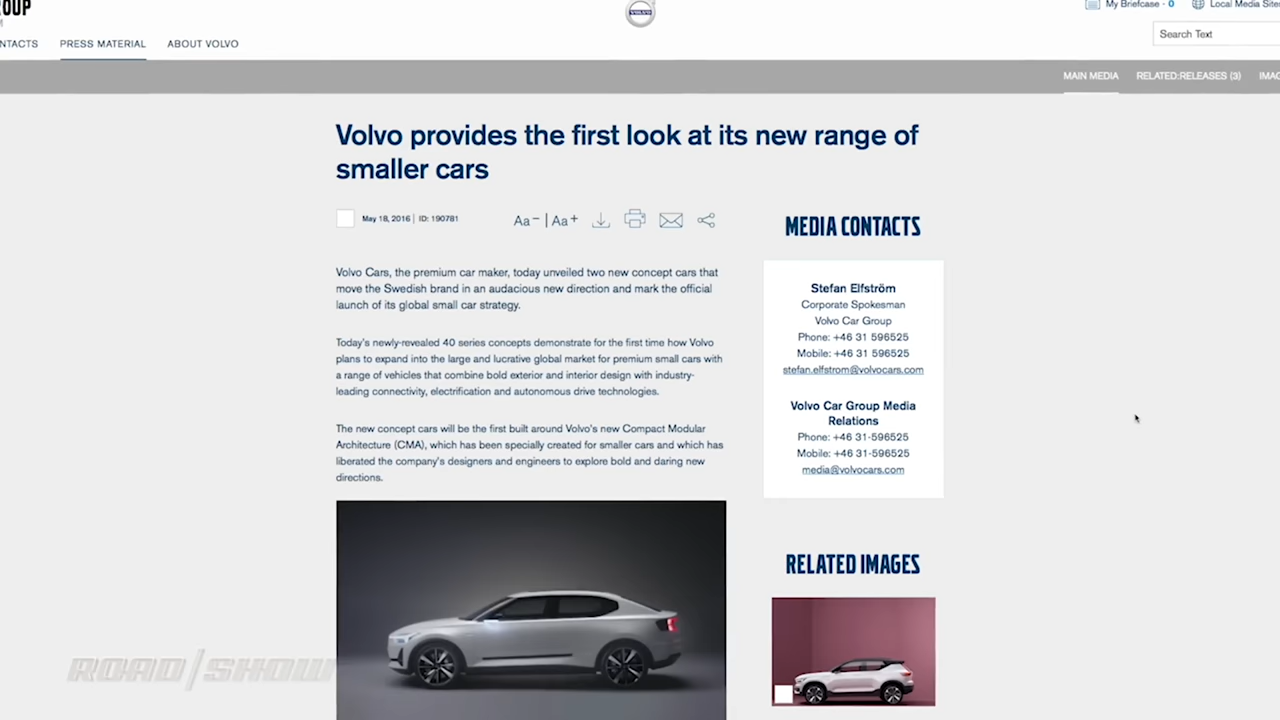 My Briefcase - 0
VOLVO
NTACTS
PRESS MATERIAL
ABOUT VOLVO
Search Text
MAIN MEDIA
RELATED:RELEASES (3)
Volvo provides the first look at its new range of
smaller cars
May 18, 2016 | ID: 190781
Aa− | Aa+
Volvo Cars, the premium car maker, today unveiled two new concept cars that
move the Swedish brand in an audacious new direction and mark the official
launch of its global small car strategy.
Today's newly-revealed 40 series concepts demonstrate for the first time how Volvo
plans to expand into the large and lucrative global market for premium small cars with
a range of vehicles that combine bold exterior and interior design with industry-
leading connectivity, electrification and autonomous drive technologies.
The new concept cars will be the first built around Volvo's new Compact Modular
Architecture (CMA), which has been specially created for smaller cars and which has
liberated the company's designers and engineers to explore bold and daring new
directions.
MEDIA CONTACTS
Stefan Elfström
Corporate Spokesman
Volvo Car Group
Phone: +46 31 596525
Mobile: +46 31 596525
stefan.elfstrom@volvocars.com
Volvo Car Group Media
Relations
Phone: +46 31-596525
Mobile: +46 31-596525
media@volvocars.com
RELATED IMAGES
ROAD/SHOW